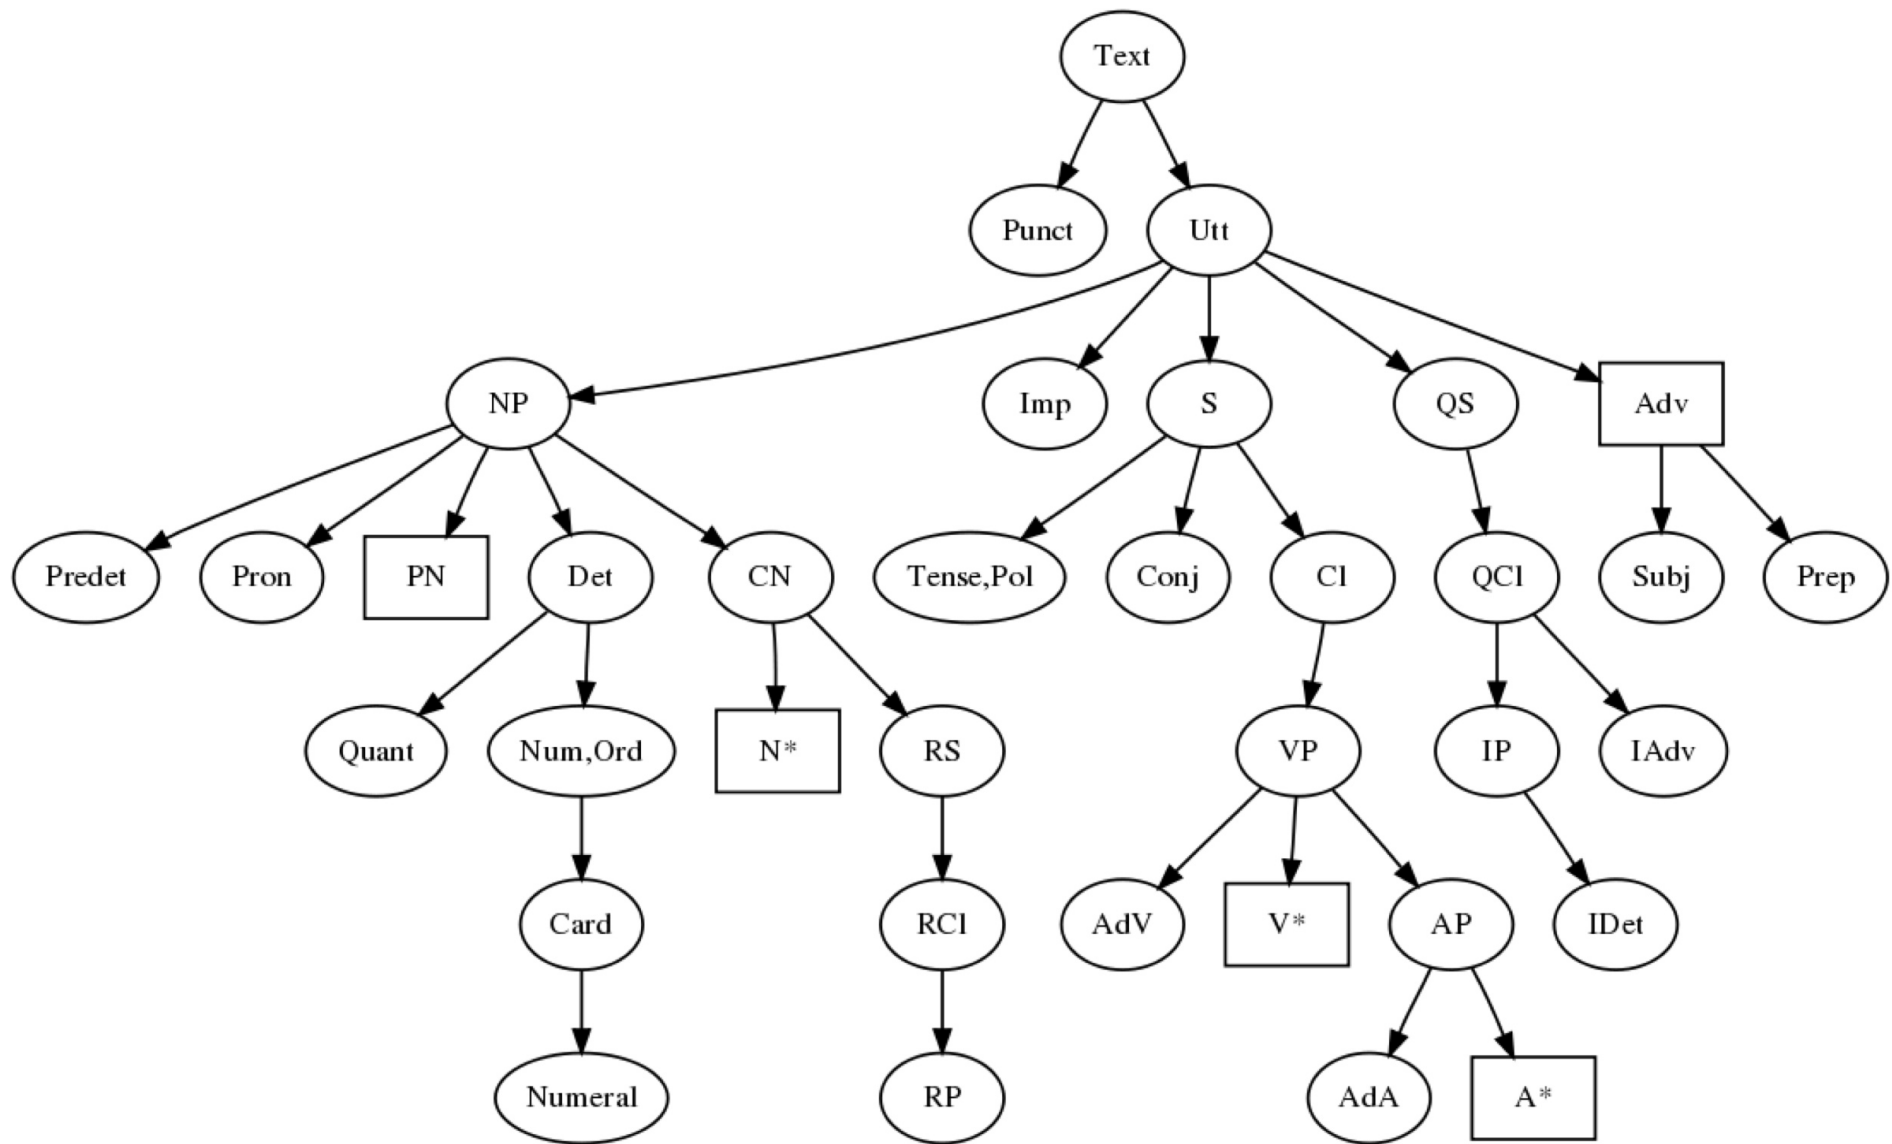 Text
Punct
Utt
NP
Imp
S
QS
Adv
Predet
Pron
PN
Det
CN
Tense,Pol
Conj
Cl
QCl
Subj
Prep
Quant
Num,Ord
N*
RS
VP
IP
IAdv
Card
RCl
AdV
V*
AP
IDet
Numeral
RP
AdA
A*